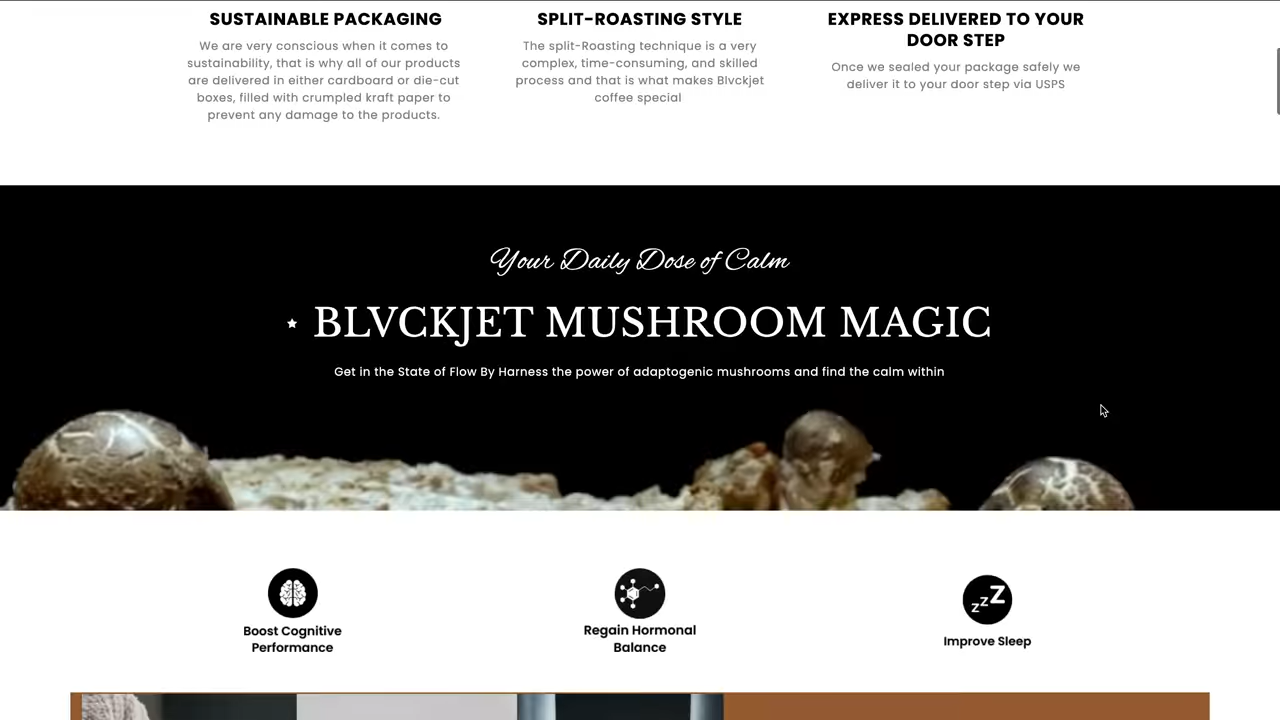 SUSTAINABLE PACKAGING
We are very conscious when it comes to
sustainability, that is why all of our products
are delivered in either cardboard or die-cut
boxes, filled with crumpled kraft paper to
prevent any damage to the products.
SPLIT-ROASTING STYLE
The split-Roasting technique is a very
complex, time-consuming, and skilled
process and that is what makes Blvckjet
coffee special
EXPRESS DELIVERED TO YOUR
DOOR STEP
Once we sealed your package safely we
deliver it to your door step via USPS
Your Daily Dose of Calm
BLVCKJET MUSHROOM MAGIC
Get in the State of Flow By Harness the power of adaptogenic mushrooms and find the calm within
zzZ
Boost Cognitive
Performance
Regain Hormonal
Balance
Improve Sleep